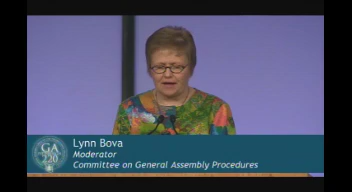 GA
220
Lynn Bova
Moderator
Committee on General Assembly Procedures